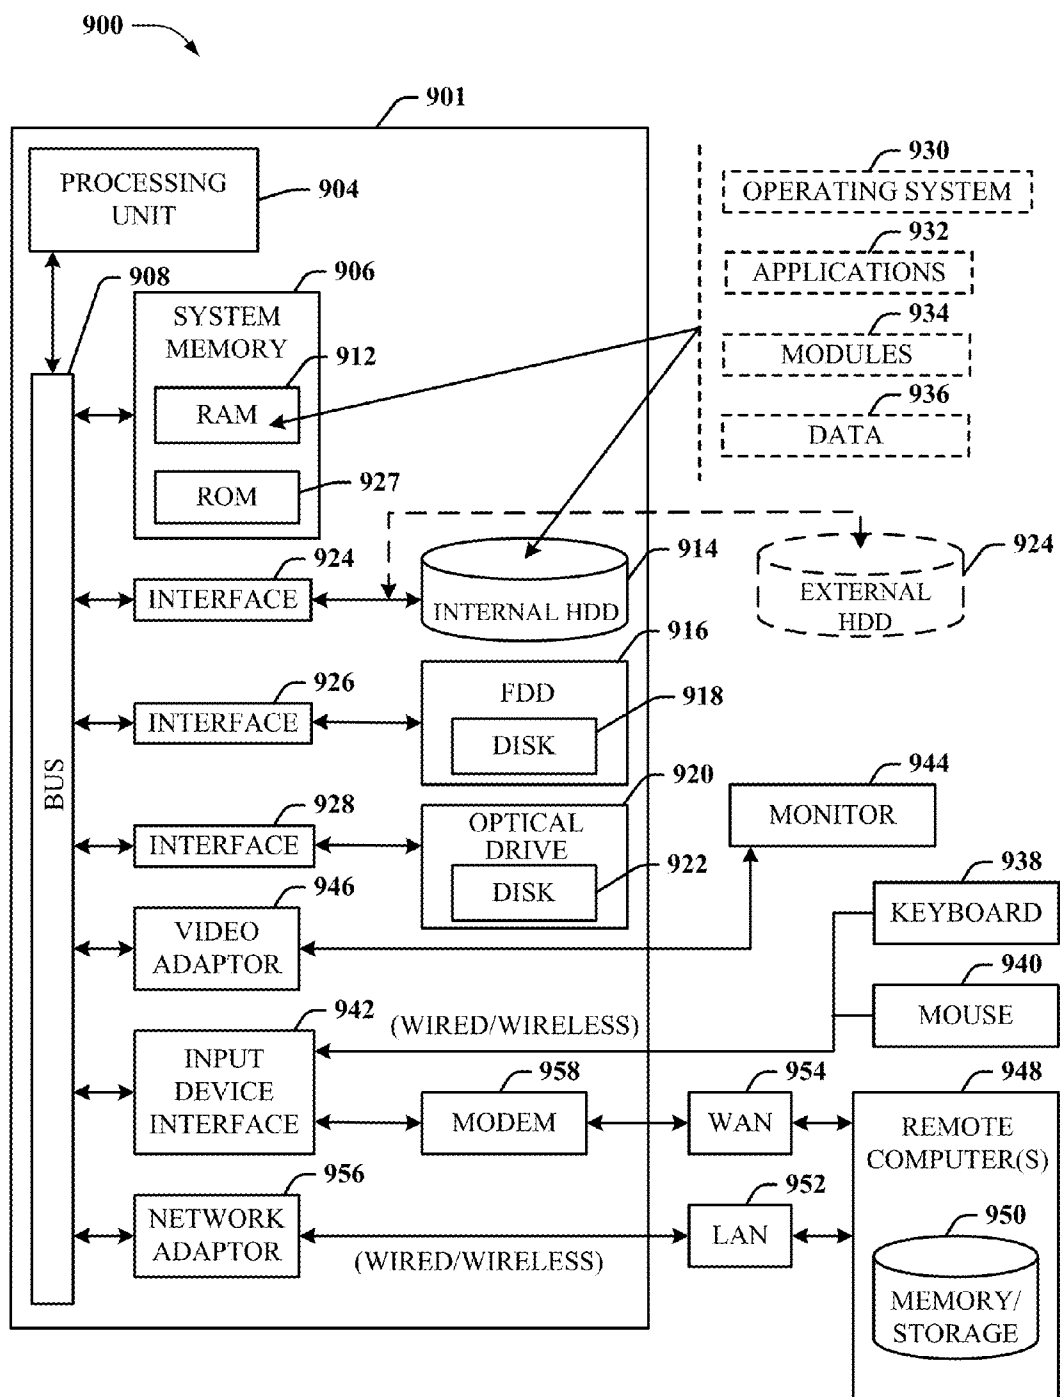 900
901
PROCESSING
UNIT
904
908
906
SYSTEM
MEMORY
912
RAM
ROM
927
930
OPERATING SYSTEM
932
APPLICATIONS
934
MODULES
936
DATA
924
INTERFACE
914
INTERNAL HDD
924
EXTERNAL
HDD
926
INTERFACE
916
FDD
918
DISK
BUS
928
INTERFACE
920
OPTICAL
DRIVE
922
DISK
944
MONITOR
946
VIDEO
ADAPTOR
938
KEYBOARD
940
MOUSE
942
INPUT
DEVICE
INTERFACE
(WIRED/WIRELESS)
958
MODEM
954
WAN
948
REMOTE
COMPUTER(S)
956
NETWORK
ADAPTOR
(WIRED/WIRELESS)
952
LAN
950
MEMORY/
STORAGE